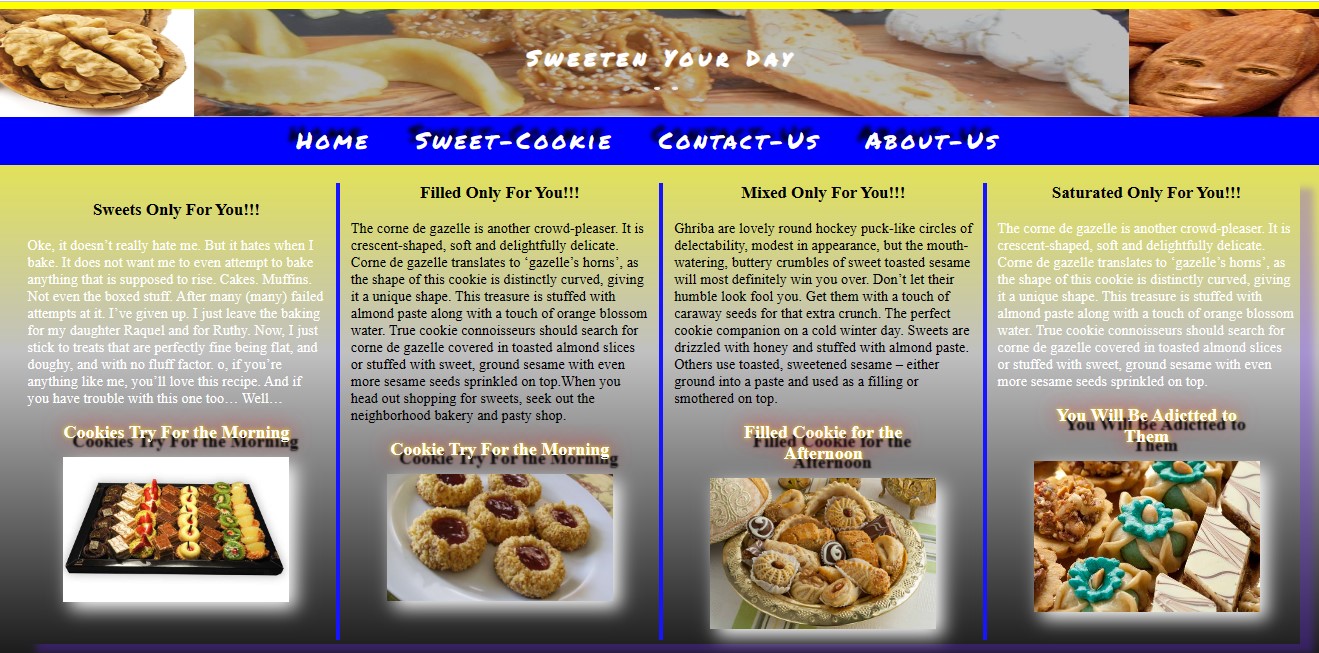 Sweeten Your Day
Home Sweet-Cookie Contact-Us About-Us
Sweets Only For You!!!
Oke, it doesn’t really hate me. But it hates when I
bake. It does not want me to even attempt to bake
anything that is supposed to rise. Cakes. Muffins.
Not even the boxed stuff. After many (many) failed
attempts at it. I’ve given up. I just leave the baking
for my daughter Raquel and for Ruthy. Now, I just
stick to treats that are perfectly fine being flat, and
doughy, and with no fluff factor. o, if you’re
anything like me, you’ll love this recipe. And if
you have trouble with this one too… Well…
Cookies Try For the Morning
Filled Only For You!!!
The corne de gazelle is another crowd-pleaser. It is
crescent-shaped, soft and delightfully delicate.
Corne de gazelle translates to ‘gazelle’s horns’, as
the shape of this cookie is distinctly curved, giving
it a unique shape. This treasure is stuffed with
almond paste along with a touch of orange blossom
water. True cookie connoisseurs should search for
corne de gazelle covered in toasted almond slices
or stuffed with sweet, ground sesame with even
more sesame seeds sprinkled on top.When you
head out shopping for sweets, seek out the
neighborhood bakery and pasty shop.
Cookie Try For the Morning
Mixed Only For You!!!
Ghriba are lovely round hockey puck-like circles of
delectability, modest in appearance, but the mouth-
watering, buttery crumbles of sweet toasted sesame
will most definitely win you over. Don’t let their
humble look fool you. Get them with a touch of
caraway seeds for that extra crunch. The perfect
cookie companion on a cold winter day. Sweets are
drizzled with honey and stuffed with almond paste.
Others use toasted, sweetened sesame – either
ground into a paste and used as a filling or
smothered on top.
Filled Cookie for the
Afternoon
Saturated Only For You!!!
The corne de gazelle is another crowd-pleaser. It is
crescent-shaped, soft and delightfully delicate.
Corne de gazelle translates to ‘gazelle’s horns’, as
the shape of this cookie is distinctly curved, giving
it a unique shape. This treasure is stuffed with
almond paste along with a touch of orange blossom
water. True cookie connoisseurs should search for
corne de gazelle covered in toasted almond slices
or stuffed with sweet, ground sesame with even
more sesame seeds sprinkled on top.
You Will Be Adictted to
Them